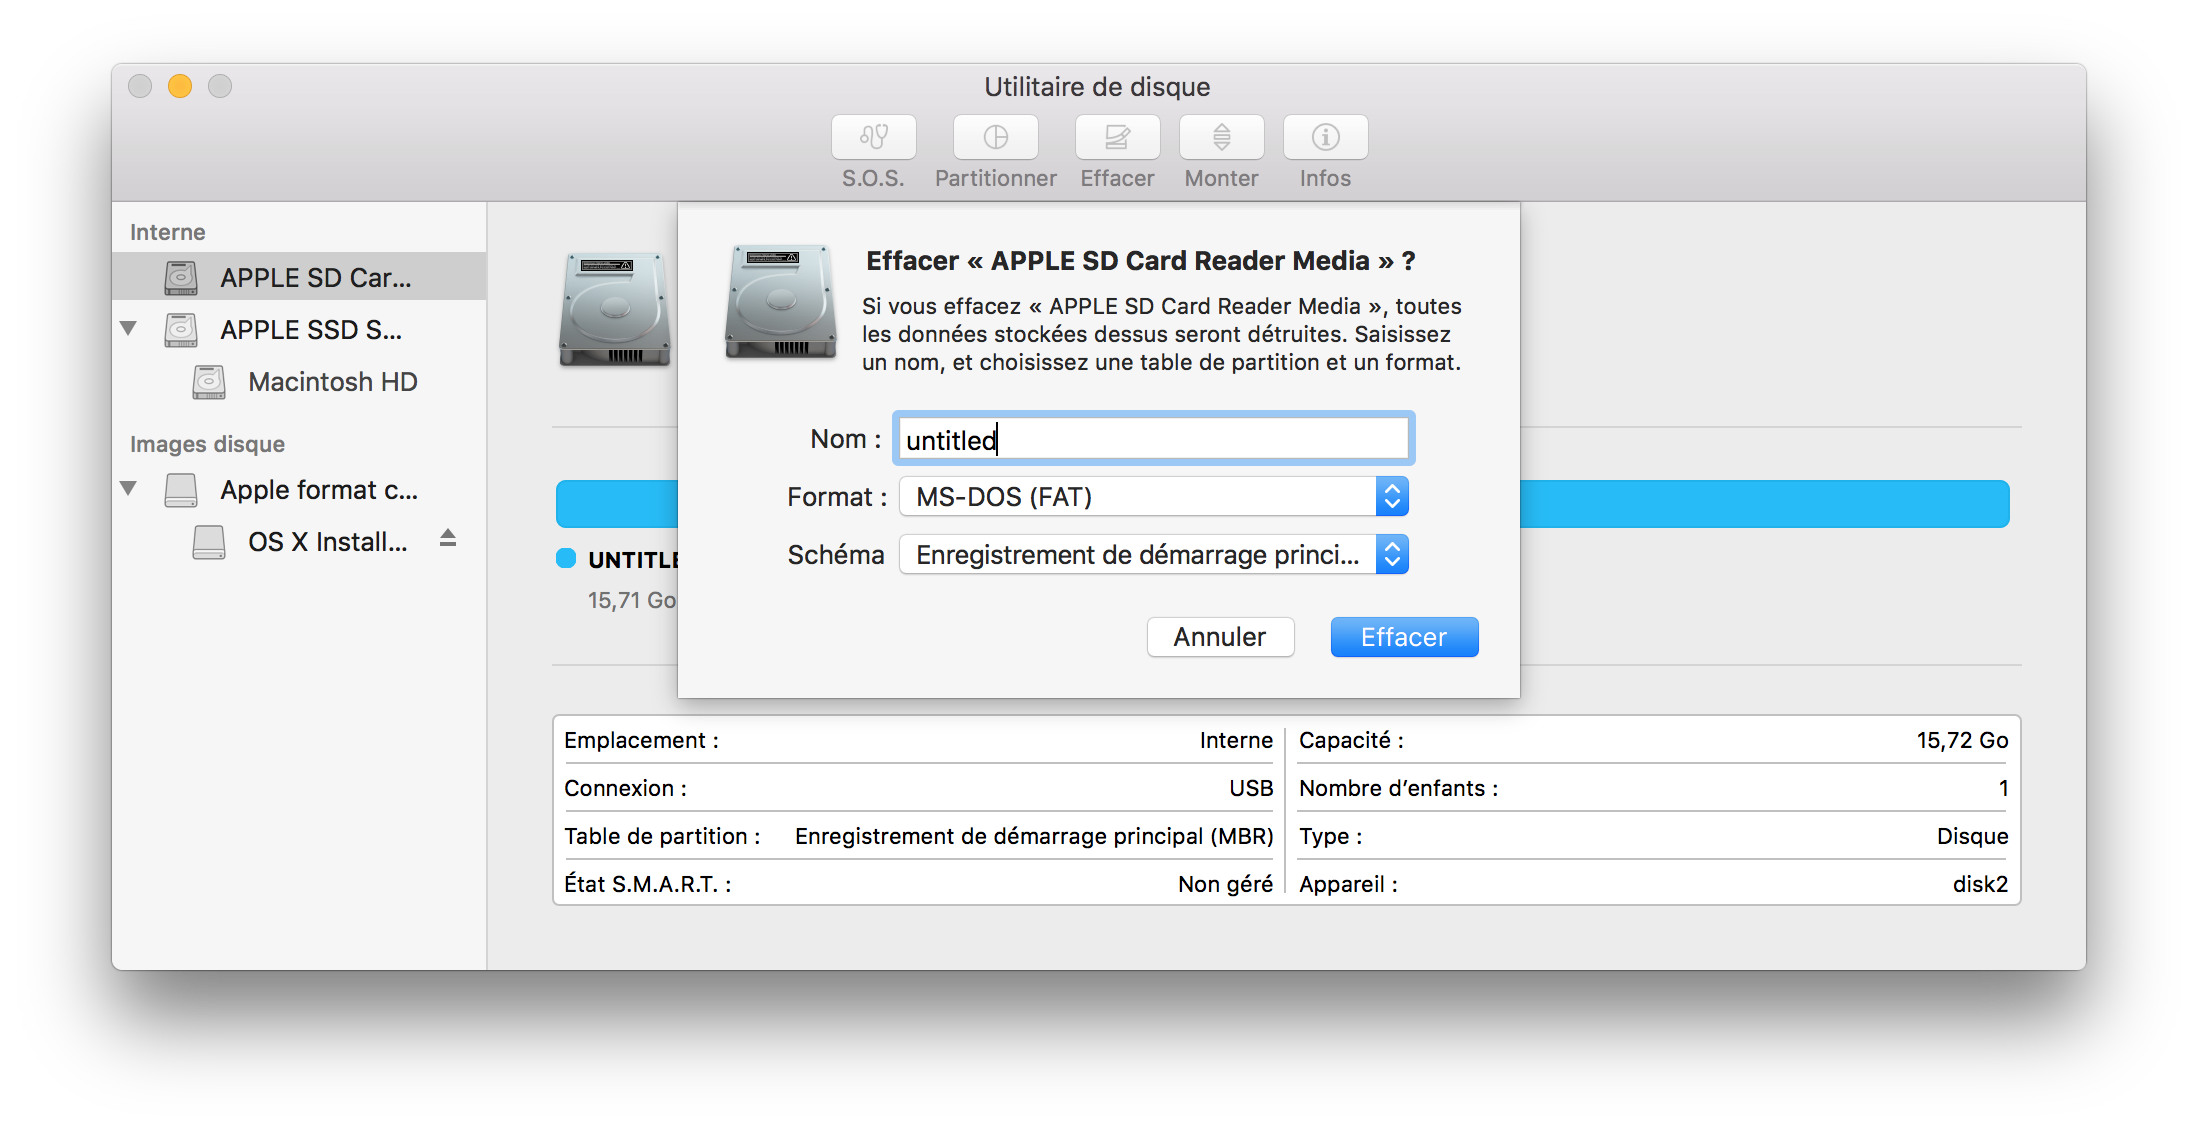 Utilitaire de disque
S.O.S. Partitionner Effacer Monter Infos
Interne
APPLE SD Car...
APPLE SSD S...
Macintosh HD
Images disque
Apple format c...
OS X Install...
Effacer « APPLE SD Card Reader Media » ?
Si vous effacez « APPLE SD Card Reader Media », toutes
les données stockées dessus seront détruites. Saisissez
un nom, et choisissez une table de partition et un format.
Nom : untitled
Format : MS-DOS (FAT)
Schéma Enregistrement de démarrage princi...
Annuler Effacer
UNTITLE
15,71 Go
Emplacement : Interne
Connexion : USB
Table de partition : Enregistrement de démarrage principal (MBR)
État S.M.A.R.T. : Non géré
Capacité : 15,72 Go
Nombre d’enfants : 1
Type : Disque
Appareil : disk2